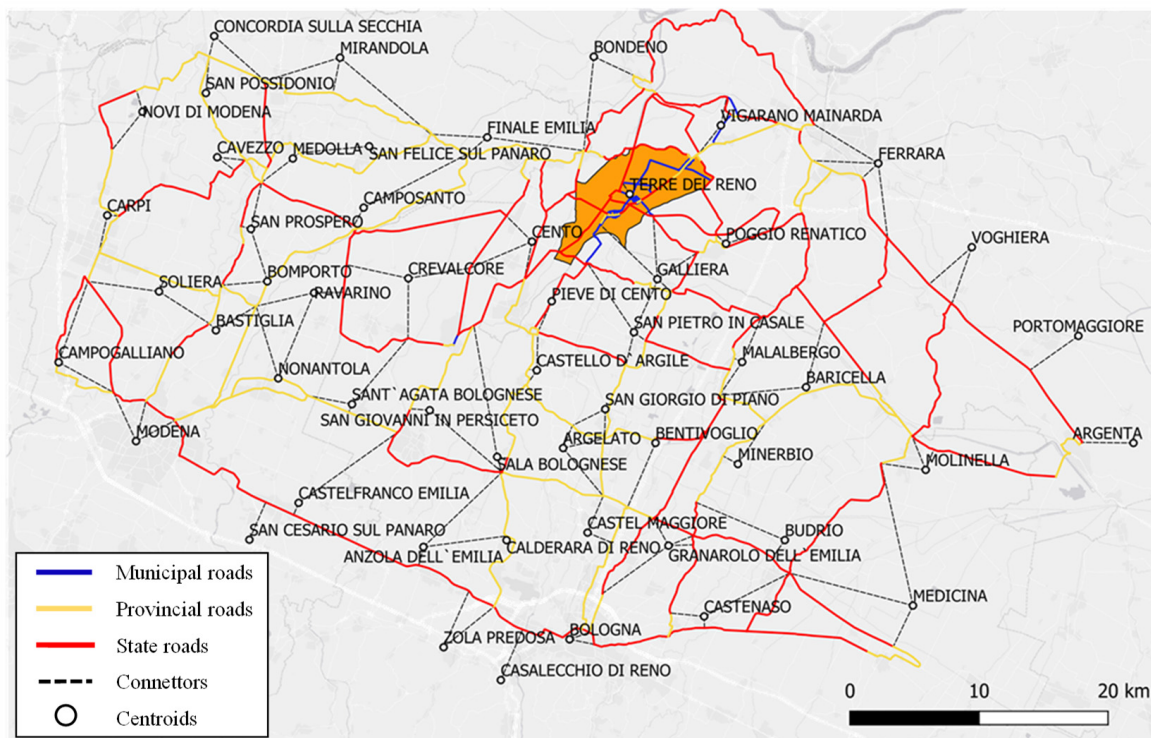 CONCORDIA SULLA SECCHIA
MIRANDOLA
BONDENO
SAN POSSIDONIO
NOVI DI MODENA
VIGARANO MAINARDA
FINALE EMILIA
CAVEZZO
MEDOLLA
SAN FELICE SUL PANARO
FERRARA
TERRE DEL RENO
CAMPOSANTO
CARPI
SAN PROSPERO
CENTO
POGGIO RENATICO
VOGHIERA
SOLIERA
BOMPORTO
CREVALCORE
GALLIERA
RAVARINO
PIEVE DI CENTO
BASTIGLIA
SAN PIETRO IN CASALE
PORTOMAGGIORE
CAMPOGALLIANO
NONANTOLA
CASTELLO D`ARGILE
MALALBERGO
BARICELLA
SANT`AGATA BOLOGNESE
SAN GIORGIO DI PIANO
SAN GIOVANNI IN PERSICETO
MODENA
ARGELATO
BENTIVOGLIO
ARGENTA
SALA BOLOGNESE
MINERBIO
MOLINELLA
CASTELFRANCO EMILIA
SAN CESARIO SUL PANARO
CASTEL MAGGIORE
BUDRIO
ANZOLA DELL`EMILIA
CALDERARA DI RENO
GRANAROLO DELL`EMILIA
CASTENASO
MEDICINA
ZOLA PREDOSA
BOLOGNA
CASALECCHIO DI RENO
Municipal roads
Provincial roads
State roads
Connettors
Centroids
0 10 20 km